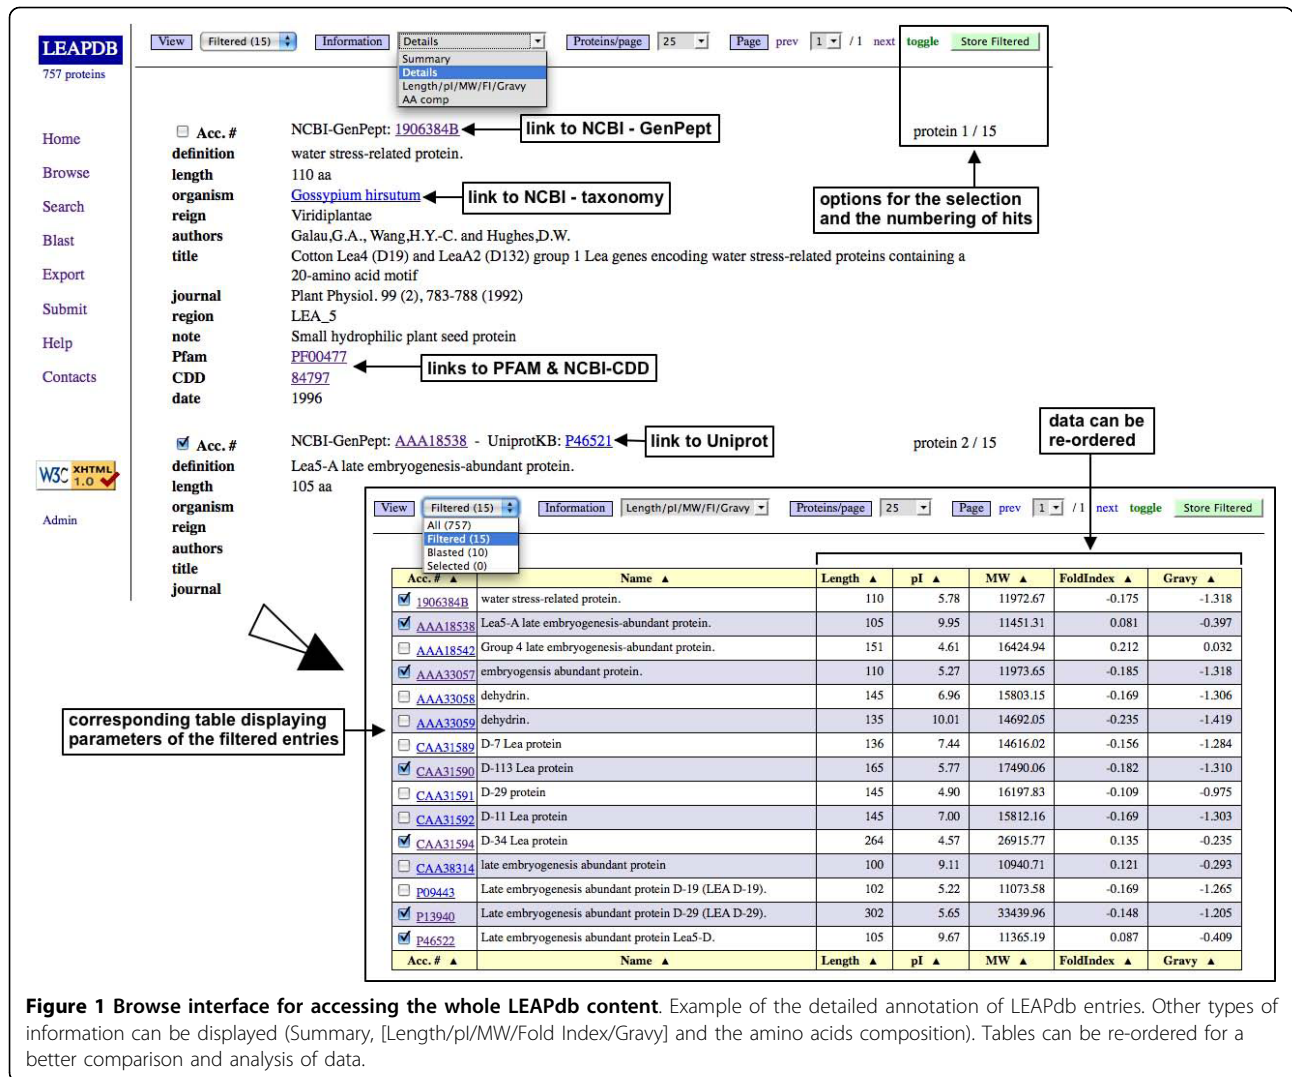 LEAPDB
757 proteins
Home
Browse
Search
Blast
Export
Submit
Help
Contacts
W3C XHTML 1.0
Admin
View Filtered (15) Information Details Proteins/page 25 Page prev 1 / 1 next toggle Store Filtered
Summary
Details
Length/pI/MW/FI/Gravy
AA comp
Acc. # NCBI-GenPept: 1906384B link to NCBI - GenPept protein 1 / 15
definition water stress-related protein.
length 110 aa
organism Gossypium hirsutum link to NCBI - taxonomy
reign Viridiplantae
options for the selection
and the numbering of hits
authors Galau,G.A., Wang,H.Y.-C. and Hughes,D.W.
title Cotton Lea4 (D19) and LeaA2 (D132) group 1 Lea genes encoding water stress-related proteins containing a
20-amino acid motif
journal Plant Physiol. 99 (2), 783-788 (1992)
region LEA_5
note Small hydrophilic plant seed protein
Pfam PF00477
links to PFAM & NCBI-CDD
CDD 84797
date 1996
data can be
re-ordered
Acc. # NCBI-GenPept: AAA18538 - UniprotKB: P46521 link to Uniprot protein 2 / 15
definition Lea5-A late embryogenesis-abundant protein.
length 105 aa
organism
reign
authors
title
journal
View Filtered (15) Information Length/pI/MW/FI/Gravy Proteins/page 25 Page prev 1 / 1 next toggle Store Filtered
All (757)
Filtered (15)
Blasted (10)
Selected (0)
Acc. # ▲ Name ▲ Length ▲ pI ▲ MW ▲ FoldIndex ▲ Gravy ▲
1906384B water stress-related protein. 110 5.78 11972.67 -0.175 -1.318
AAA18538 Lea5-A late embryogenesis-abundant protein. 105 9.95 11451.31 0.081 -0.397
AAA18542 Group 4 late embryogenesis-abundant protein. 151 4.61 16424.94 0.212 0.032
AAA33057 embryogensis abundant protein. 110 5.27 11973.65 -0.185 -1.318
AAA33058 dehydrin. 145 6.96 15803.15 -0.169 -1.306
AAA33059 dehydrin. 135 10.01 14692.05 -0.235 -1.419
CAA31589 D-7 Lea protein 136 7.44 14616.02 -0.156 -1.284
CAA31590 D-113 Lea protein 165 5.77 17490.06 -0.182 -1.310
CAA31591 D-29 protein 145 4.90 16197.83 -0.109 -0.975
CAA31592 D-11 Lea protein 145 7.00 15812.16 -0.169 -1.303
CAA31594 D-34 Lea protein 264 4.57 26915.77 0.135 -0.235
CAA38314 late embryogenesis abundant protein 100 9.11 10940.71 0.121 -0.293
P09443 Late embryogenesis abundant protein D-19 (LEA D-19). 102 5.22 11073.58 -0.169 -1.265
P13940 Late embryogenesis abundant protein D-29 (LEA D-29). 302 5.65 33439.96 -0.148 -1.205
P46522 Late embryogenesis abundant protein Lea5-D. 105 9.67 11365.19 0.087 -0.409
Acc. # ▲ Name ▲ Length ▲ pI ▲ MW ▲ FoldIndex ▲ Gravy ▲
corresponding table displaying
parameters of the filtered entries
Figure 1 Browse interface for accessing the whole LEAPdb content. Example of the detailed annotation of LEAPdb entries. Other types of
information can be displayed (Summary, [Length/pI/MW/Fold Index/Gravy] and the amino acids composition). Tables can be re-ordered for a
better comparison and analysis of data.